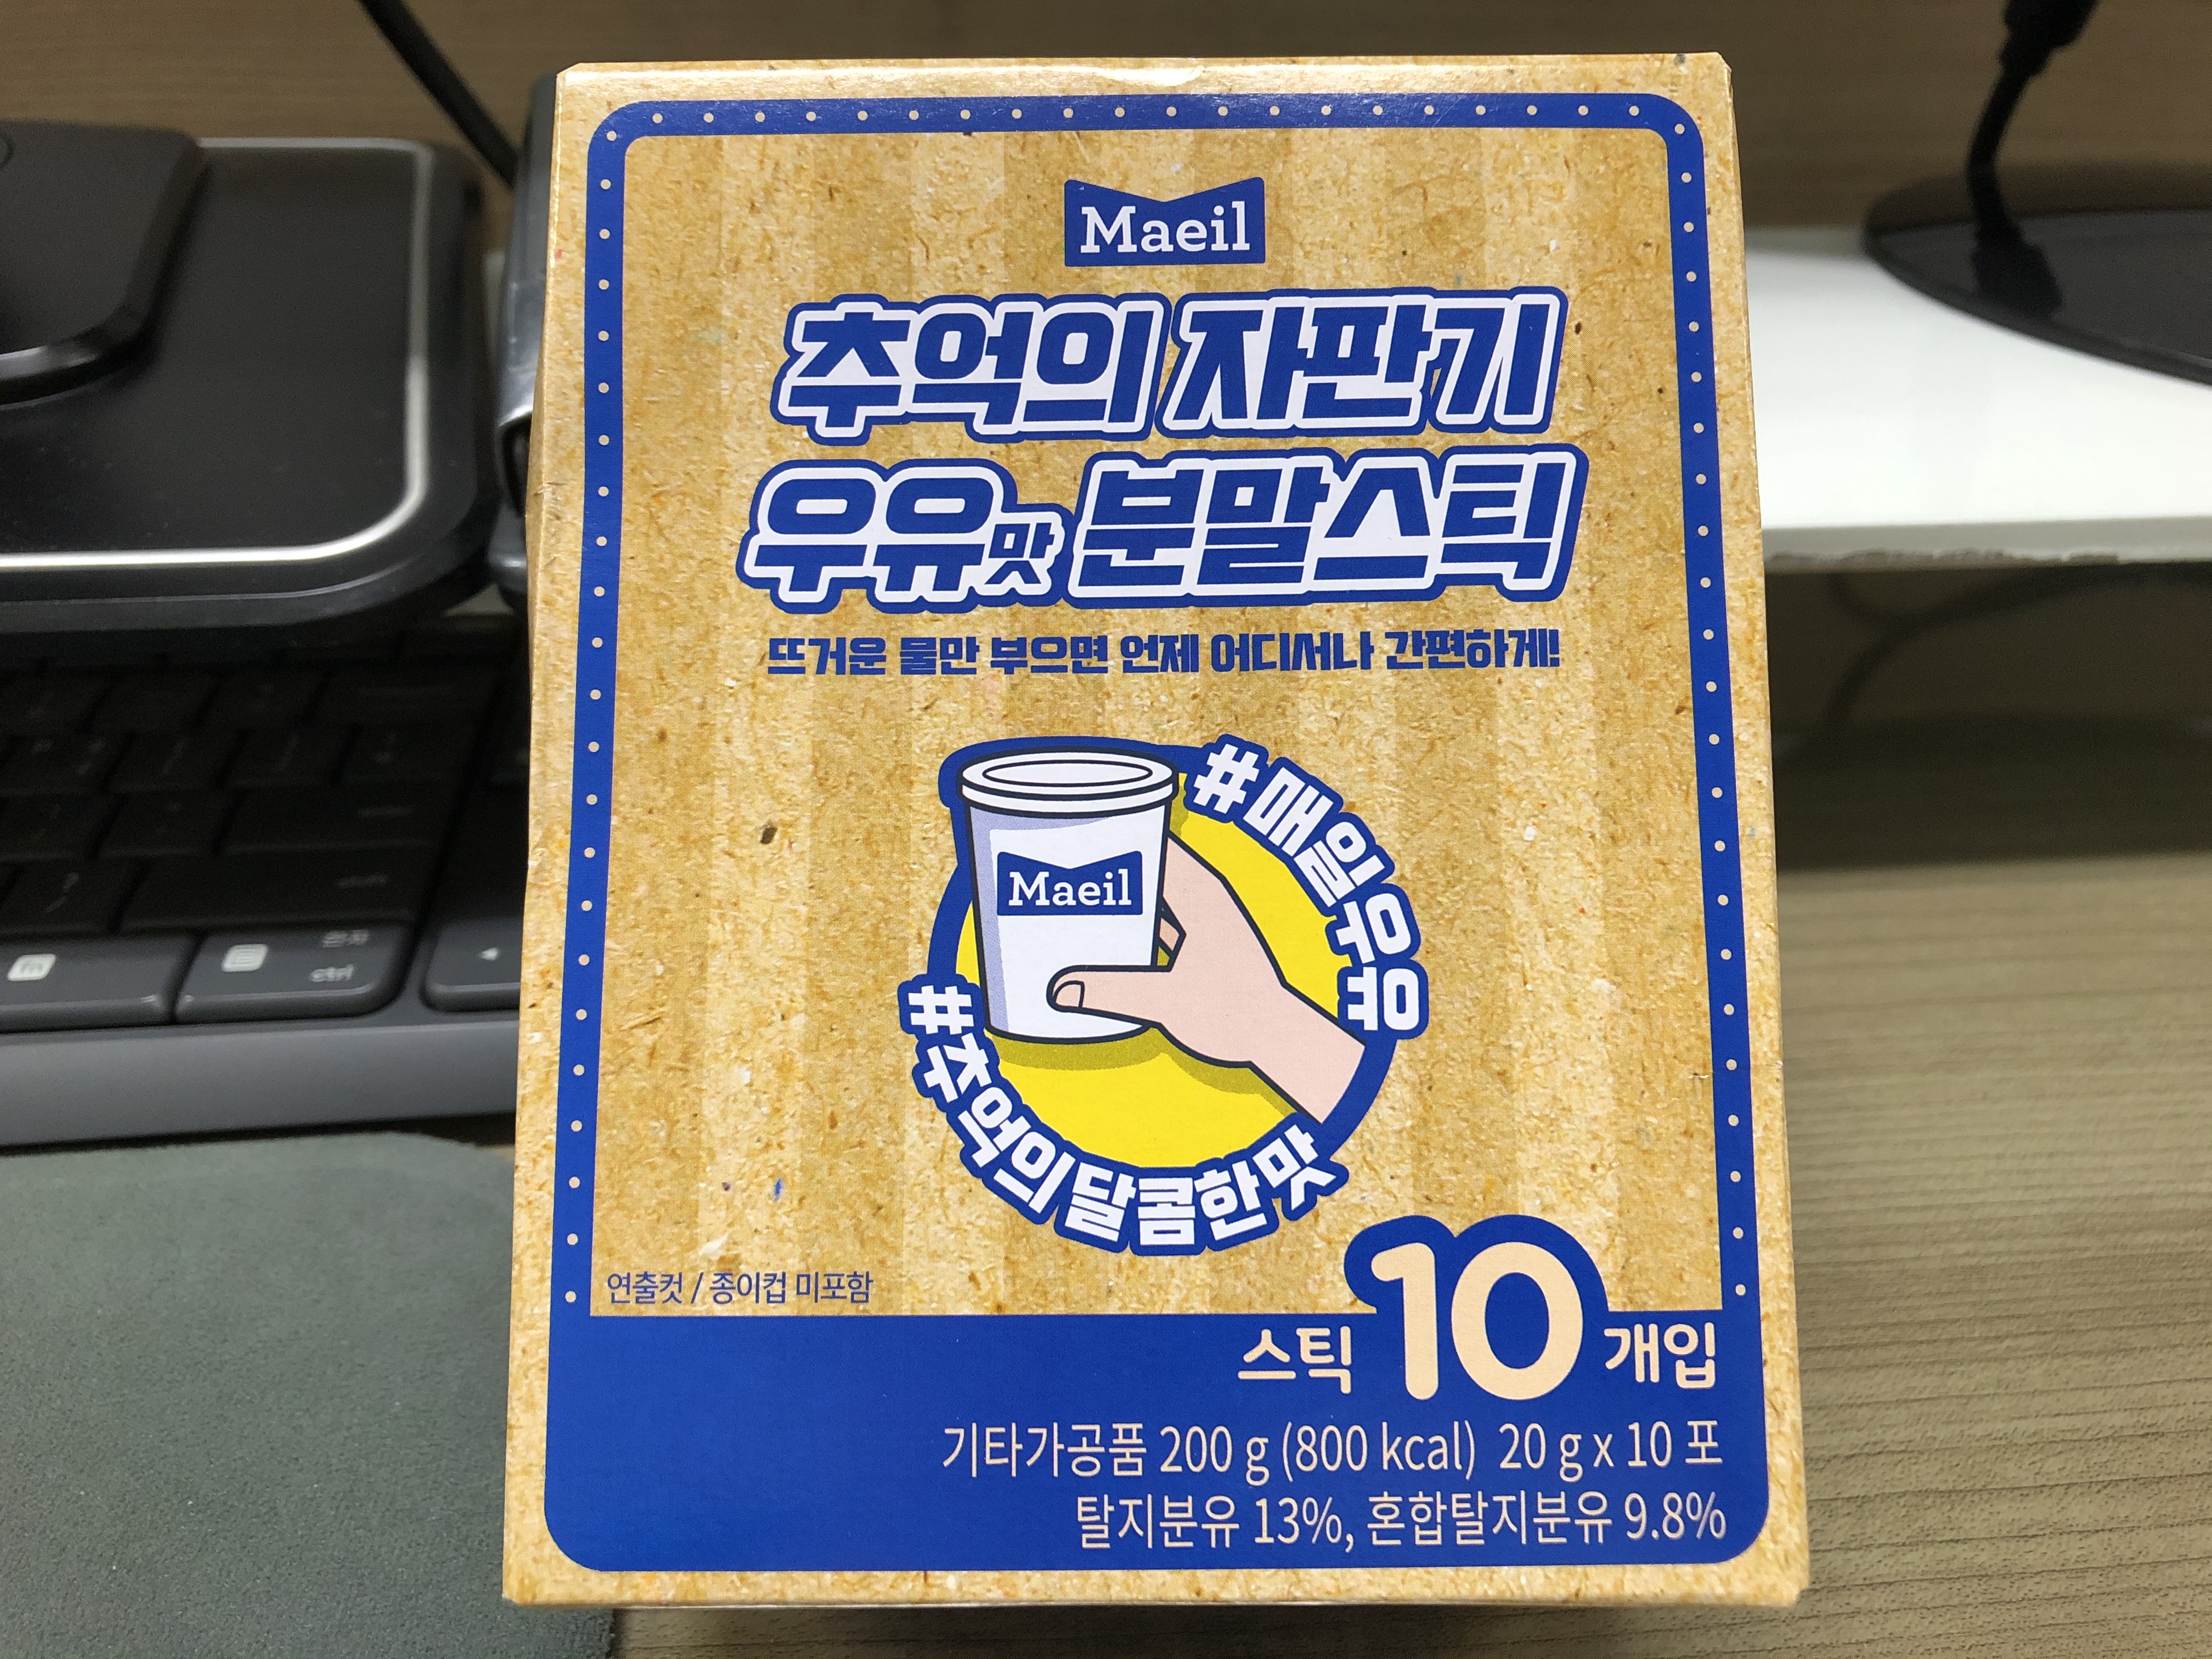 Maeil
추억의 자판기
우유맛 분말스틱
뜨거운 물만 부으면 언제 어디서나 간편하게!
#매일우유
Maeil
#추억의달콤한맛
연출컷 / 종이컵 미포함
스틱 10 개입
기타가공품 200 g (800 kcal) 20 g x 10 포
탈지분유 13%, 혼합탈지분유 9.8%
fn
한자
ctrl